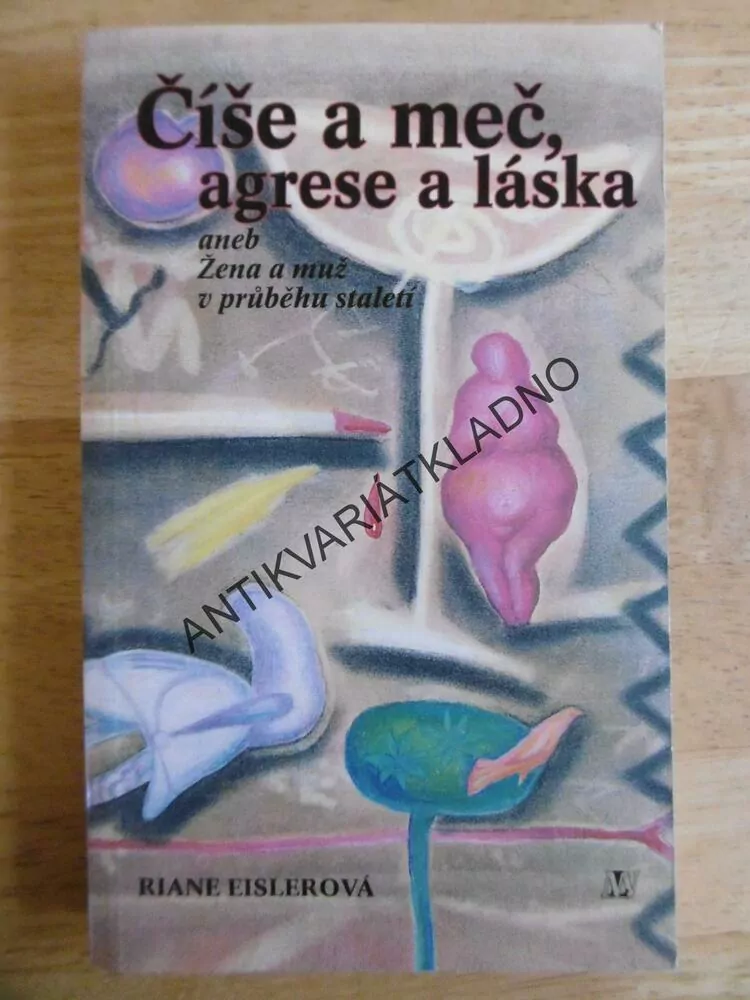 Číše a meč,
agrese a láska
aneb
Žena a muž
v průběhu staletí
ANTIKVARIÁTKLADNO
RIANE EISLEROVÁ